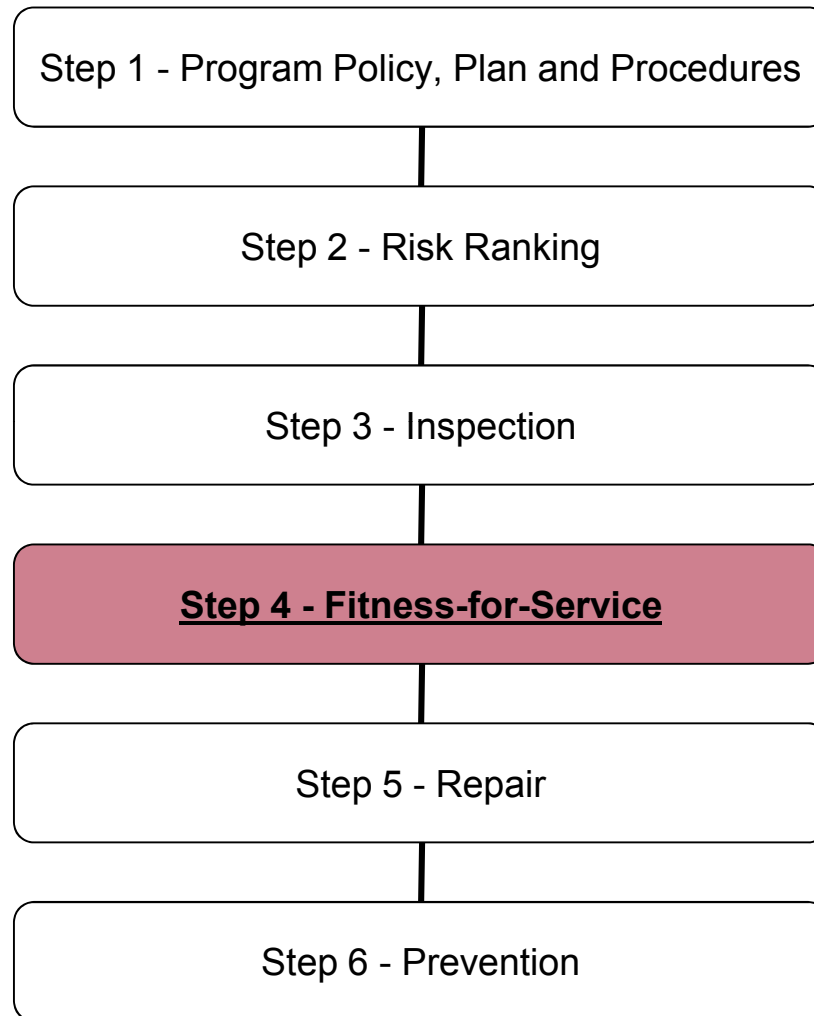 Step 1 - Program Policy, Plan and Procedures
Step 2 - Risk Ranking
Step 3 - Inspection
Step 4 - Fitness-for-Service
Step 5 - Repair
Step 6 - Prevention